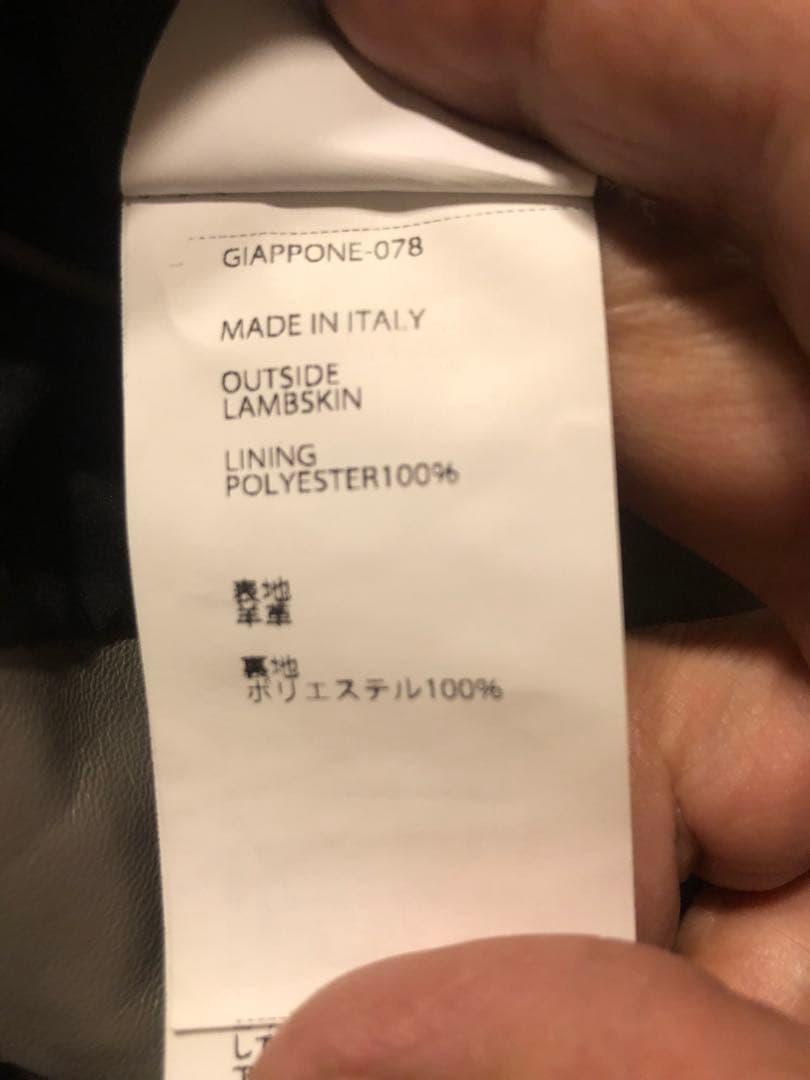 GIAPPONE-078
MADE IN ITALY
OUTSIDE
LAMBSKIN
LINING
POLYESTER100%
表地
羊革
裏地
ポリエステル100%